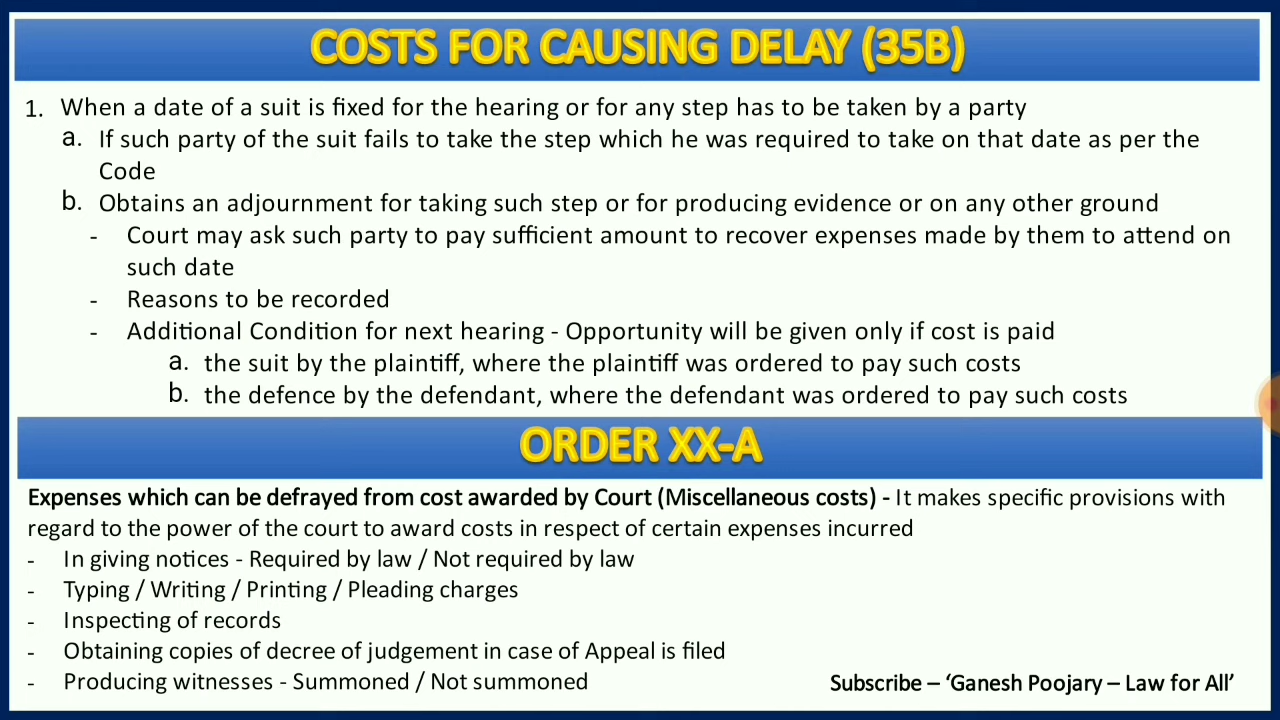 COSTS FOR CAUSING DELAY (35B)
1. When a date of a suit is fixed for the hearing or for any step has to be taken by a party
a. If such party of the suit fails to take the step which he was required to take on that date as per the
Code
b. Obtains an adjournment for taking such step or for producing evidence or on any other ground
- Court may ask such party to pay sufficient amount to recover expenses made by them to attend on
such date
- Reasons to be recorded
- Additional Condition for next hearing - Opportunity will be given only if cost is paid
a. the suit by the plaintiff, where the plaintiff was ordered to pay such costs
b. the defence by the defendant, where the defendant was ordered to pay such costs
ORDER XX-A
Expenses which can be defrayed from cost awarded by Court (Miscellaneous costs) - It makes specific provisions with
regard to the power of the court to award costs in respect of certain expenses incurred
- In giving notices - Required by law / Not required by law
- Typing / Writing / Printing / Pleading charges
- Inspecting of records
- Obtaining copies of decree of judgement in case of Appeal is filed
- Producing witnesses - Summoned / Not summoned
Subscribe – ‘Ganesh Poojary – Law for All’